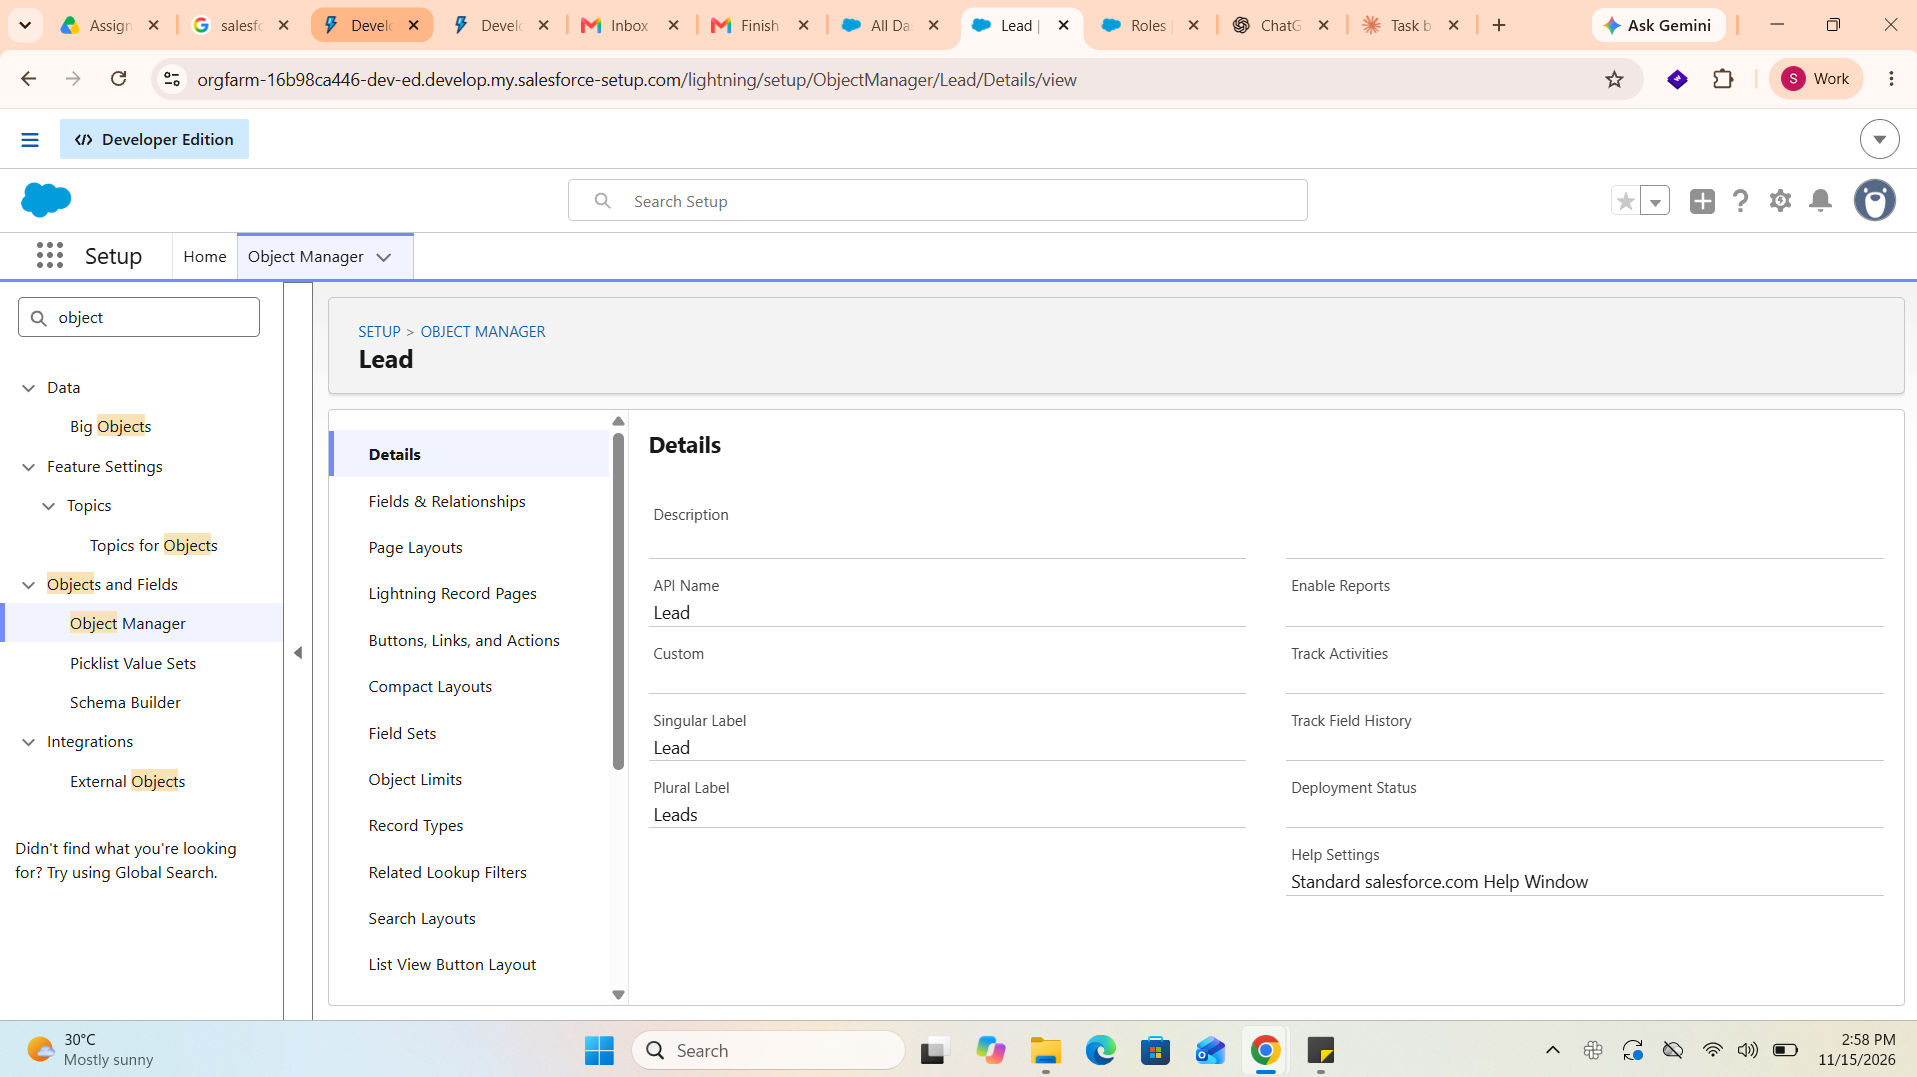 Assign
salesfo
Develo
Develo
Inbox
Finish
All Da
Lead |
Roles
ChatG
Task b
Ask Gemini
orgfarm-16b98ca446-dev-ed.develop.my.salesforce-setup.com/lightning/setup/ObjectManager/Lead/Details/view
S
Work
Developer Edition
Search Setup
Setup
Home
Object Manager
object
Data
Big Objects
Feature Settings
Topics
Topics for Objects
Objects and Fields
Object Manager
Picklist Value Sets
Schema Builder
Integrations
External Objects
Didn't find what you're looking
for? Try using Global Search.
SETUP > OBJECT MANAGER
Lead
Details
Fields & Relationships
Page Layouts
Lightning Record Pages
Buttons, Links, and Actions
Compact Layouts
Field Sets
Object Limits
Record Types
Related Lookup Filters
Search Layouts
List View Button Layout
Details
Description
API Name
Lead
Custom
Singular Label
Lead
Plural Label
Leads
Enable Reports
Track Activities
Track Field History
Deployment Status
Help Settings
Standard salesforce.com Help Window
30°C
Mostly sunny
Search
2:58 PM
11/15/2026